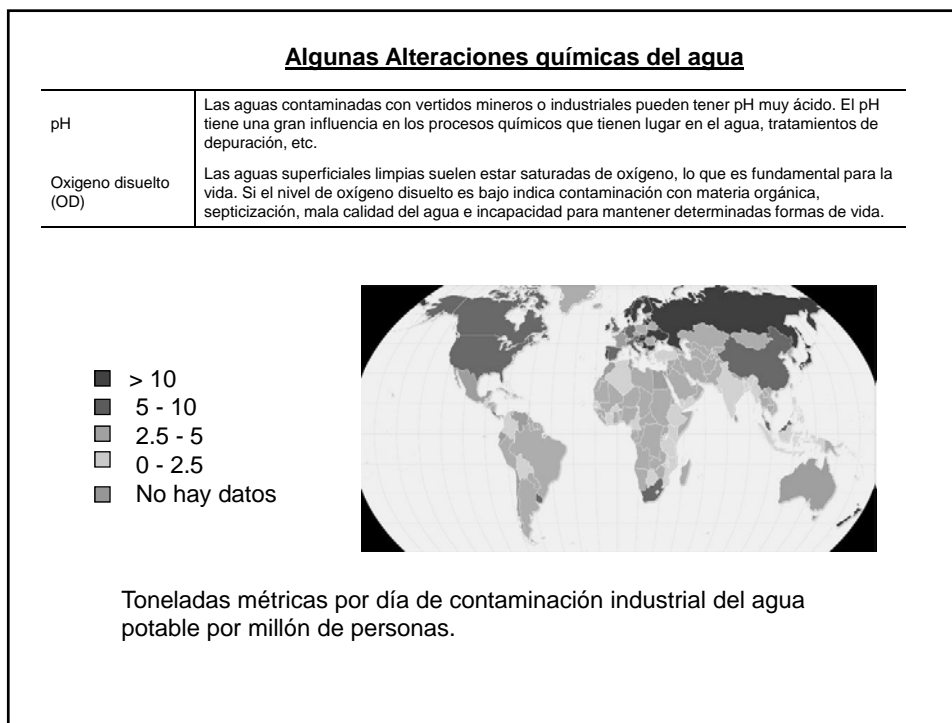 Algunas Alteraciones químicas del agua
pH
Las aguas contaminadas con vertidos mineros o industriales pueden tener pH muy ácido. El pH
tiene una gran influencia en los procesos químicos que tienen lugar en el agua, tratamientos de
depuración, etc.
Oxigeno disuelto
(OD)
Las aguas superficiales limpias suelen estar saturadas de oxígeno, lo que es fundamental para la
vida. Si el nivel de oxígeno disuelto es bajo indica contaminación con materia orgánica,
septicización, mala calidad del agua e incapacidad para mantener determinadas formas de vida.
> 10
5 - 10
2.5 - 5
0 - 2.5
No hay datos
Toneladas métricas por día de contaminación industrial del agua
potable por millón de personas.